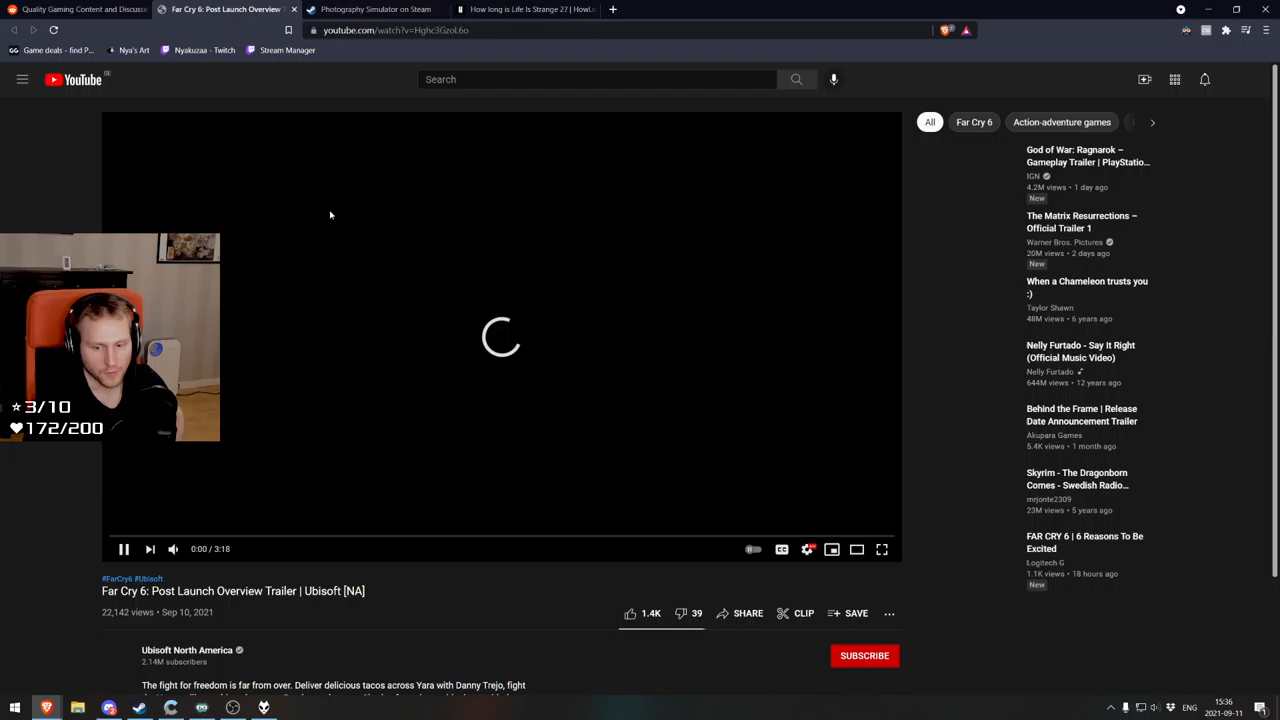 Quality Gaming Content and Discussi
Far Cry 6: Post Launch Overview
Photography Simulator on Steam
How long is Life Is Strange 2? | HowLo
youtube.com/watch?v=Hghc3GzoL6o
Game deals - find P...
Nya's Art
Nyakuzaa - Twitch
Stream Manager
YouTube SE
Search
All
Far Cry 6
Action-adventure games
God of War: Ragnarok –
Gameplay Trailer | PlayStatio...
IGN
4.2M views • 1 day ago
New
The Matrix Resurrections –
Official Trailer 1
Warner Bros. Pictures
20M views • 2 days ago
New
When a Chameleon trusts you
:)
Taylor Shawn
48M views • 6 years ago
Nelly Furtado - Say It Right
(Official Music Video)
Nelly Furtado
644M views • 12 years ago
Behind the Frame | Release
Date Announcement Trailer
Akupara Games
5.4K views • 1 month ago
Skyrim - The Dragonborn
Comes - Swedish Radio...
mrjonte2309
23M views • 5 years ago
FAR CRY 6 | 6 Reasons To Be
Excited
Logitech G
1.1K views • 18 hours ago
New
3/10
172/200
0:00 / 3:18
CC
#FarCry6 #Ubisoft
Far Cry 6: Post Launch Overview Trailer | Ubisoft [NA]
22,142 views • Sep 10, 2021
1.4K
39
SHARE
CLIP
SAVE
Ubisoft North America
2.14M subscribers
SUBSCRIBE
The fight for freedom is far from over. Deliver delicious tacos across Yara with Danny Trejo, fight
ENG
15:36
2021-09-11